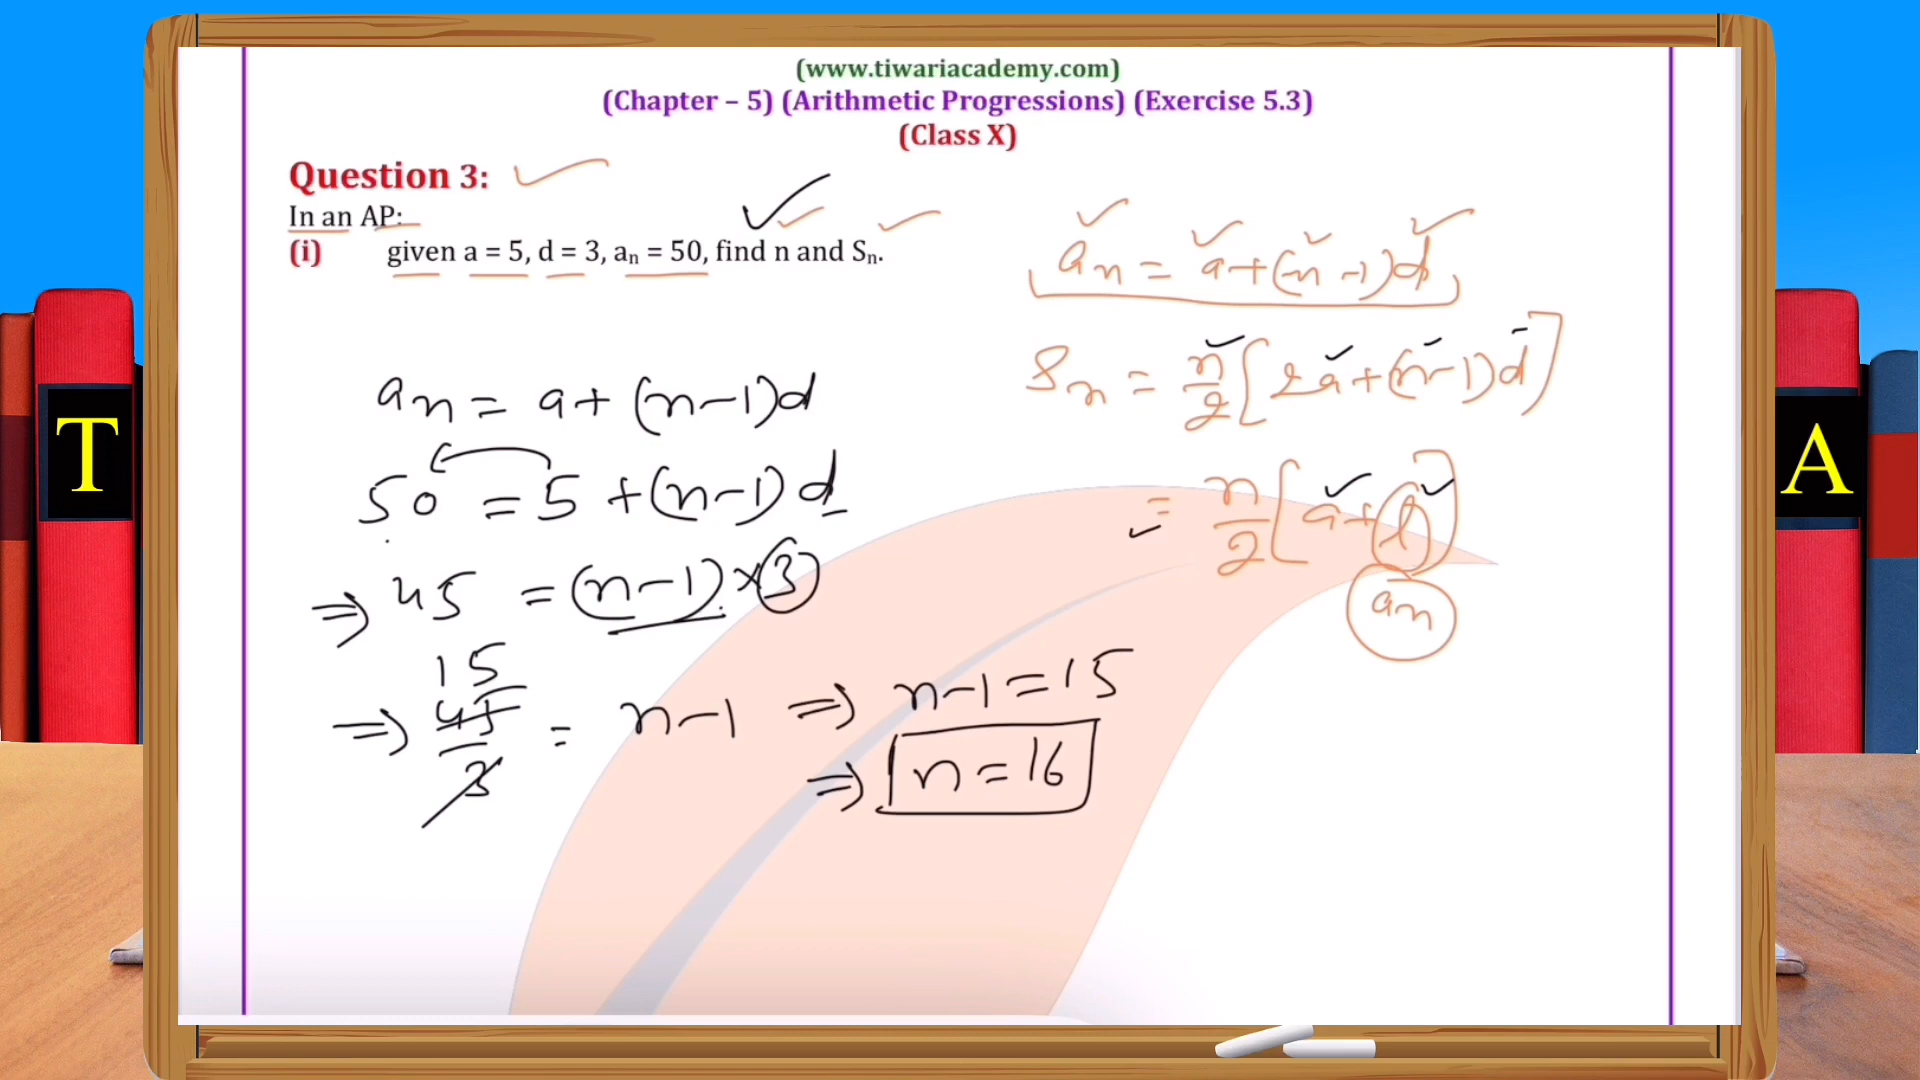 (www.tiwariacademy.com)
(Chapter – 5) (Arithmetic Progressions) (Exercise 5.3)
(Class X)
Question 3:
In an AP:
(i) given a = 5, d = 3, aₙ = 50, find n and Sₙ.
aₙ = a+(n-1)d
Sₙ = n/2[2a+(n-1)d]
= n/2[a+l]
aₙ
aₙ = a+(n-1)d
50 = 5+(n-1)d
⇒ 45 = (n-1)×3
15
⇒ 45/3 = n-1 ⇒ n-1=15
⇒ n=16
T
A